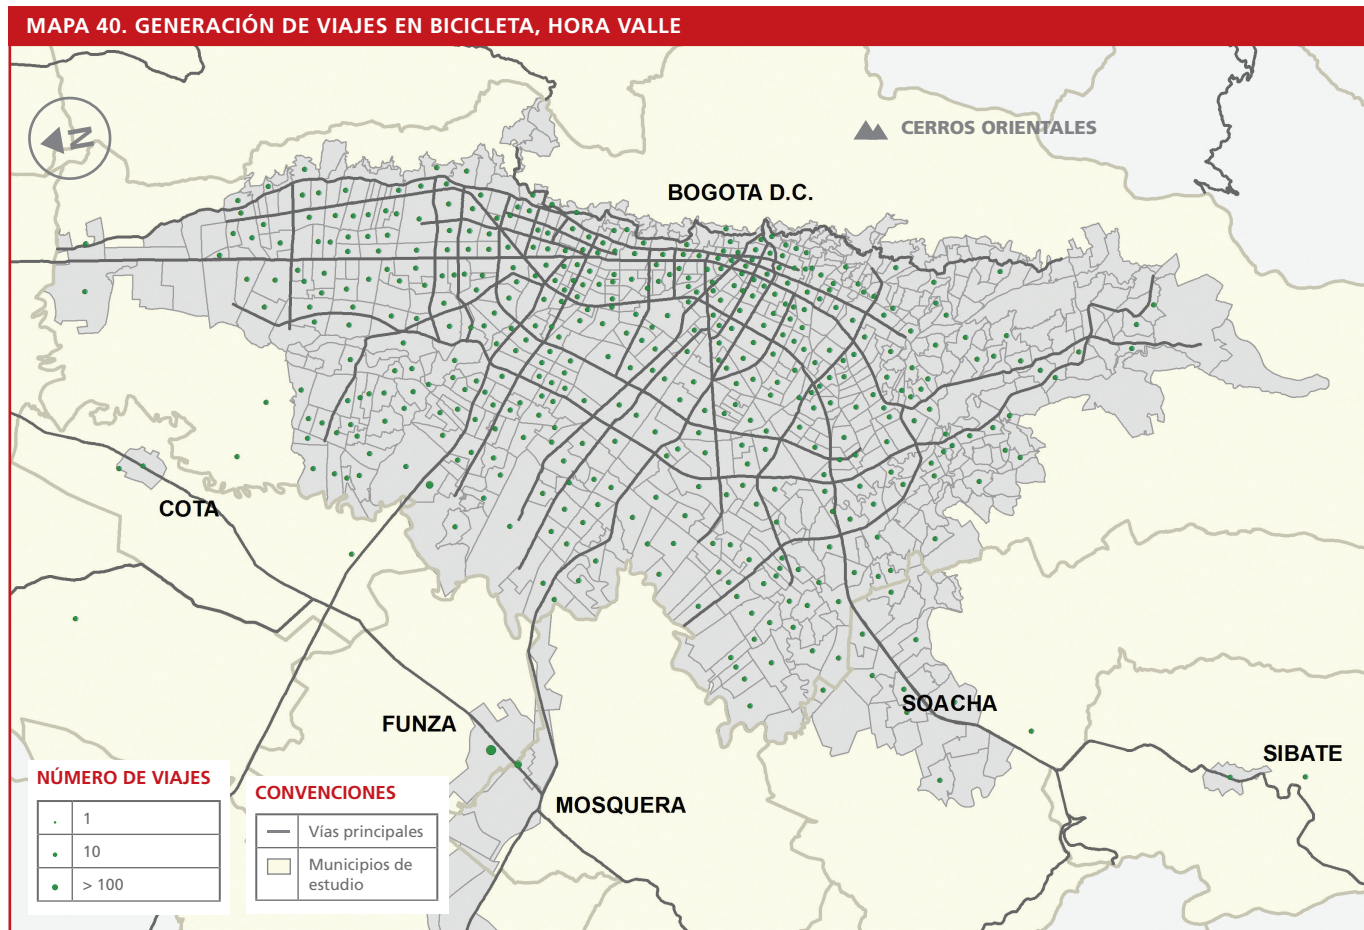 MAPA 40. GENERACIÓN DE VIAJES EN BICICLETA, HORA VALLE
N
CERROS ORIENTALES
BOGOTA D.C.
COTA
FUNZA
SOACHA
SIBATE
MOSQUERA
NÚMERO DE VIAJES
1
10
> 100
CONVENCIONES
Vías principales
Municipios de
estudio